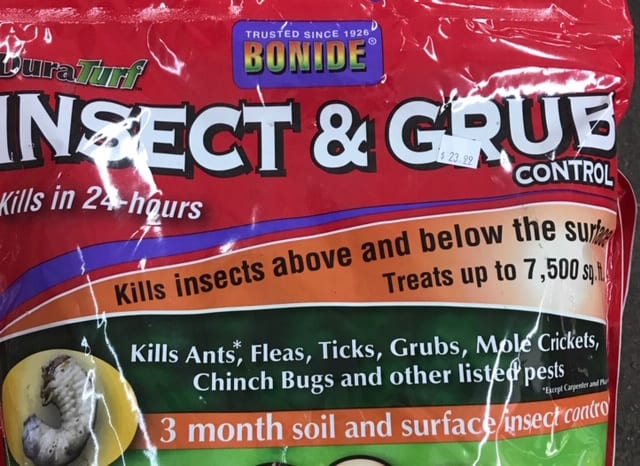 TRUSTED SINCE 1926
BONIDE®
DuraTurf
INSECT & GRUB
$ 23.99
CONTROL
Kills in 24-hours
Kills insects above and below the surface
Treats up to 7,500 sq. ft.
Kills Ants*, Fleas, Ticks, Grubs, Mole Crickets,
Chinch Bugs and other listed pests
*Except Carpenter and
3 month soil and surface insect control